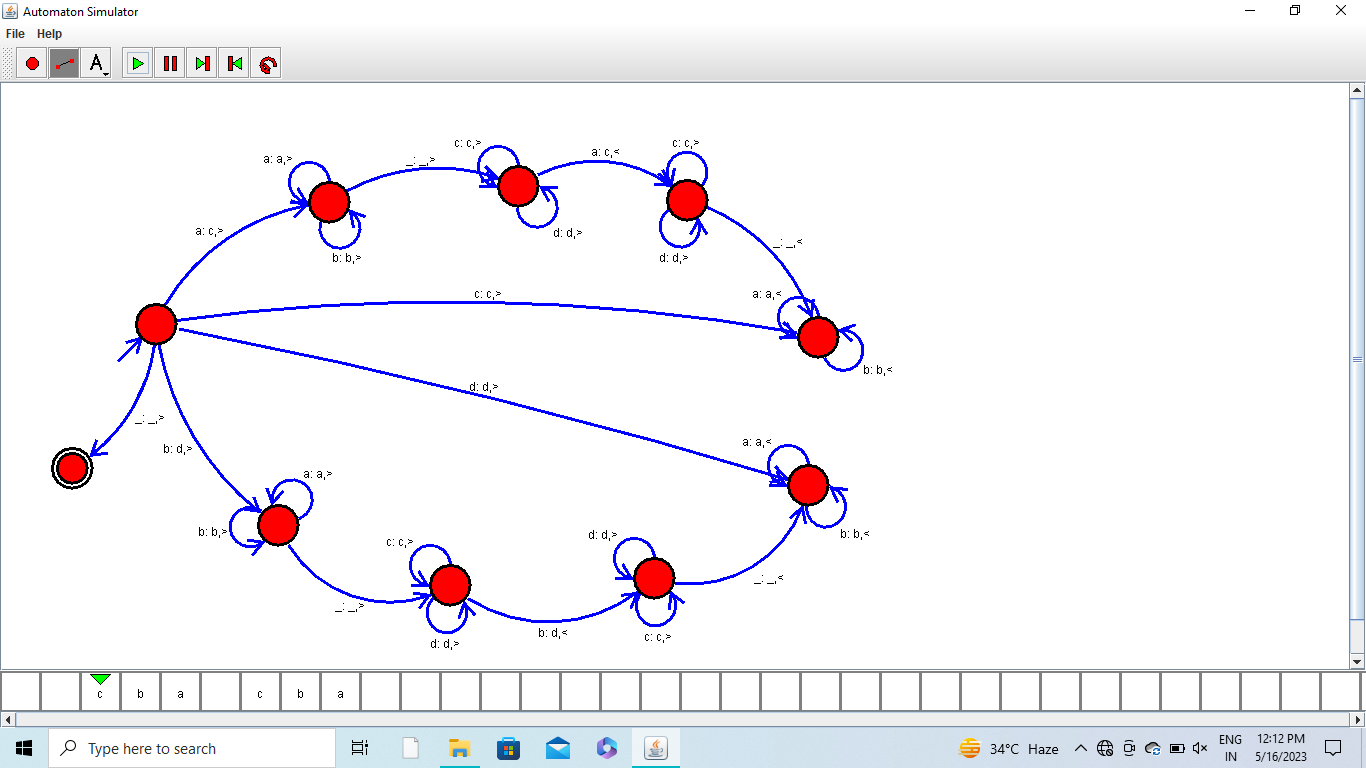 Automaton Simulator
File Help
A
c: c,>
a: c,<
c: c,>
a: a,>
_: _,>
a: c,>
d: d,>
_: _,<
b: b,>
d: d,>
c: c,>
a: a,<
b: b,<
d: d,>
_: _,>
b: d,>
a: a,<
a: a,>
b: b,>
c: c,>
d: d,>
b: b,<
_: _,>
_: _,<
b: d,<
c: c,>
d: d,>
c b a c b a
Type here to search
34°C Haze
ENG
IN
12:12 PM
5/16/2023